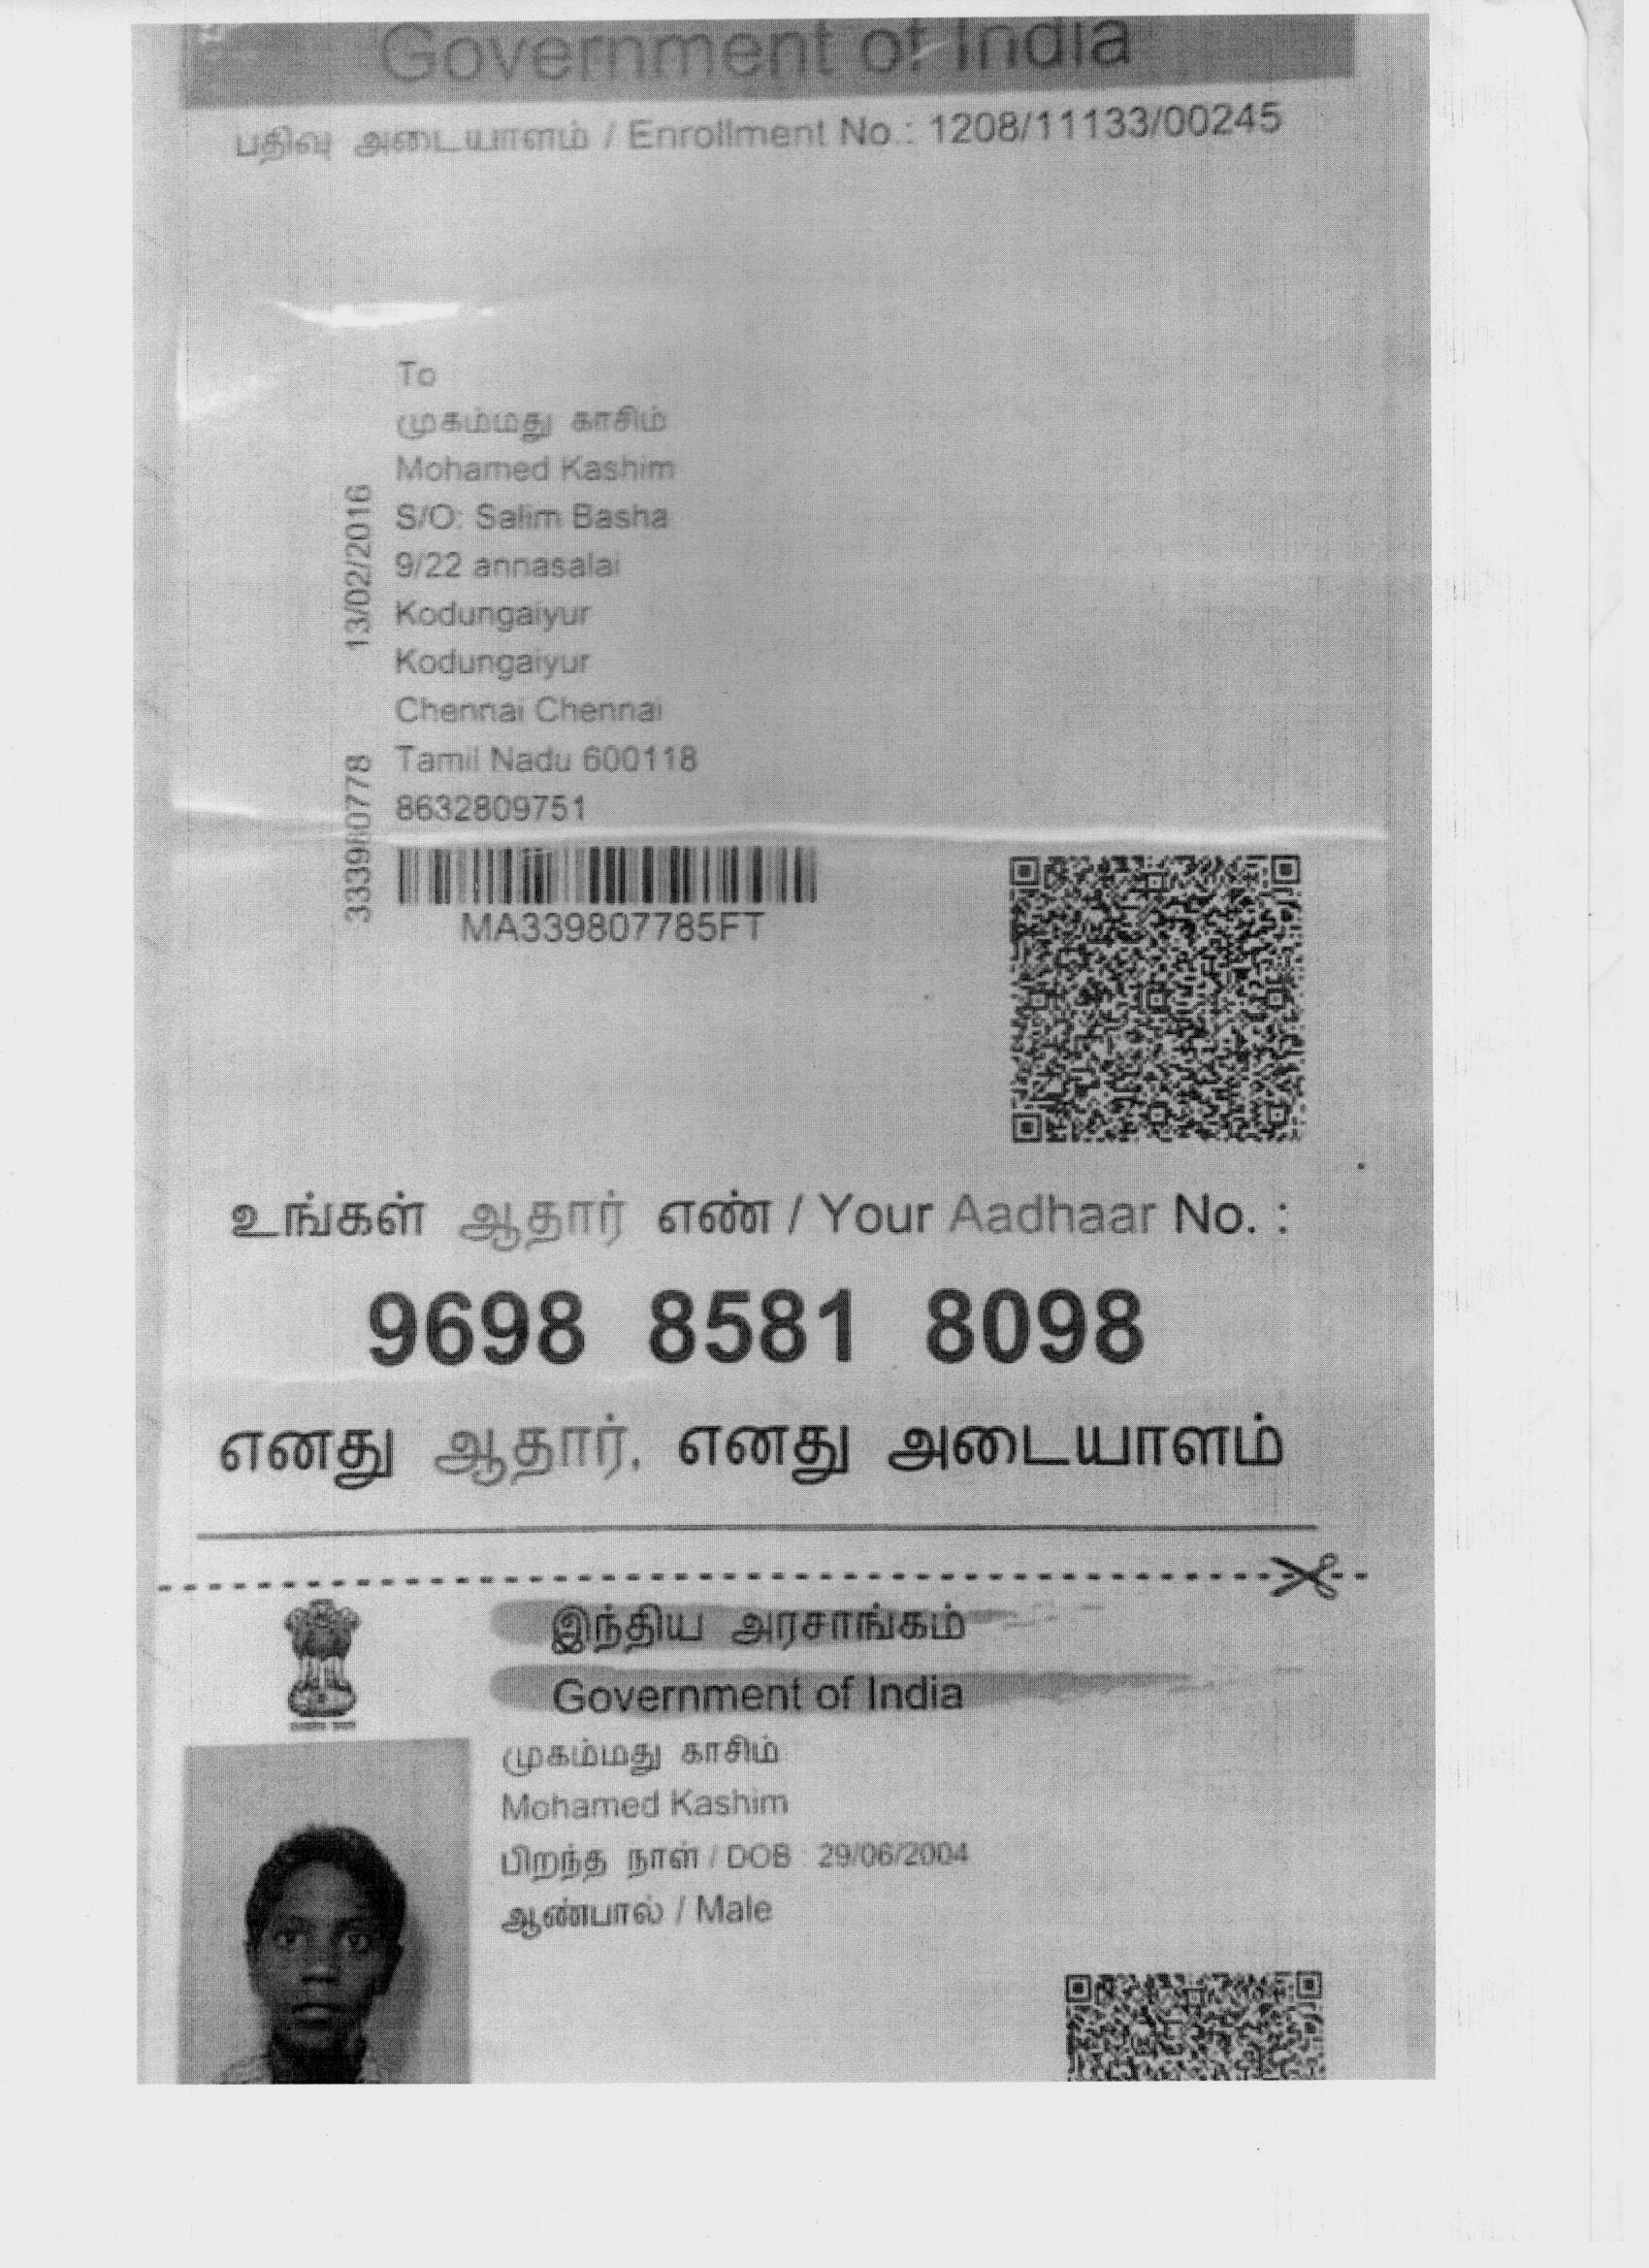 Government of India
பதிவு அடையாளம் / Enrollment No.: 1208/11133/00245
To
முகம்மது காசிம்
Mohamed Kashim
S/O: Salim Basha
9/22 annasalai
Kodungaiyur
Kodungaiyur
Chennai Chennai
Tamil Nadu 600118
8632809751
13/02/2016
333980778
MA339807785FT
உங்கள் ஆதார் எண் / Your Aadhaar No. :
9698 8581 8098
எனது ஆதார், எனது அடையாளம்
இந்திய அரசாங்கம்
Government of India
முகம்மது காசிம்
Mohamed Kashim
பிறந்த நாள் / DOB : 29/06/2004
ஆண்பால் / Male